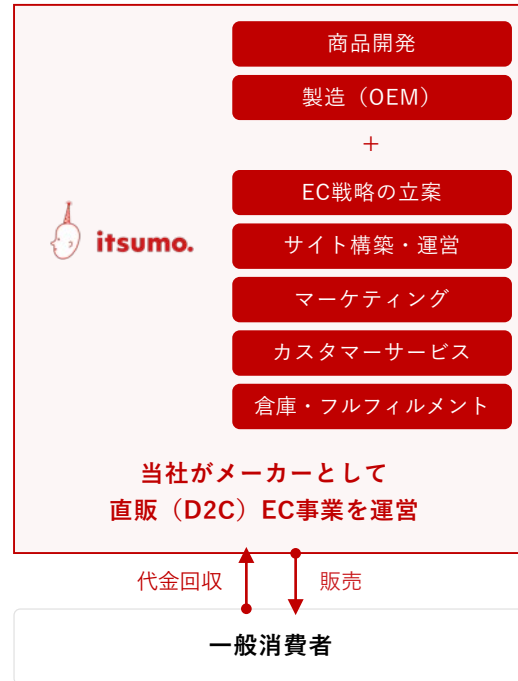 商品開発
製造（OEM）
+
EC戦略の立案
itsumo.
サイト構築・運営
マーケティング
カスタマーサービス
倉庫・フルフィルメント
当社がメーカーとして
直販（D2C）EC事業を運営
代金回収
販売
一般消費者